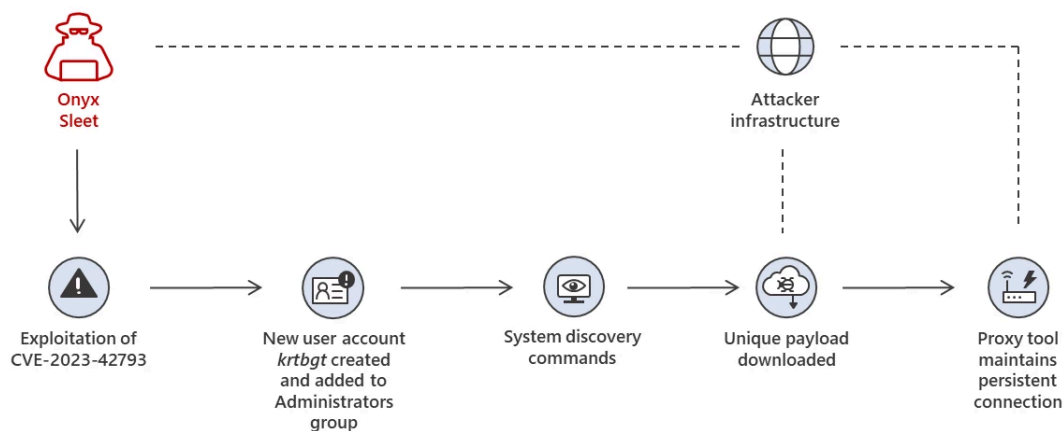 Onyx
Sleet
Attacker
infrastructure
Exploitation of
CVE-2023-42793
New user account
krtbgt created
and added to
Administrators
group
System discovery
commands
Unique payload
downloaded
Proxy tool
maintains
persistent
connection